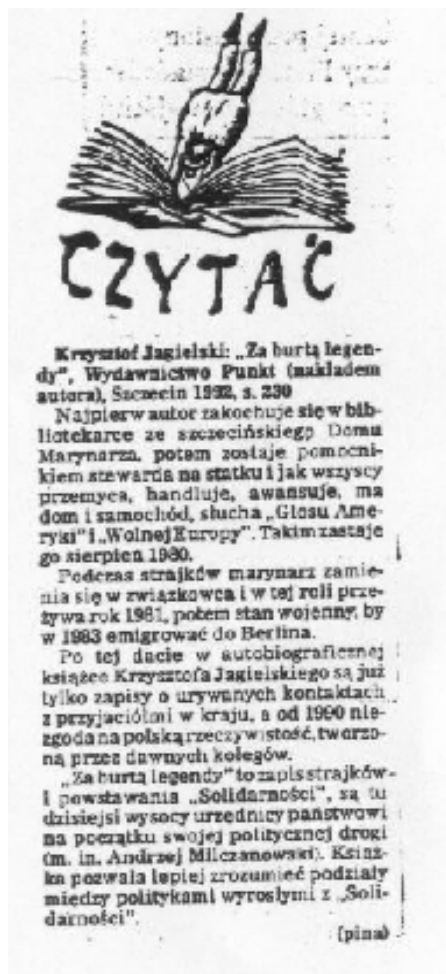 CZYTAĆ
Krzysztof Jagielski: „Za burtą legen-
dy”, Wydawnictwo Punkt (nakładem
autora), Szczecin 1992, s. 230
Najpierw autor zakochuje się w bib-
liotekarce ze szczecińskiego Domu
Marynarza, potem zostaje pomocni-
kiem stewarda na statku i jak wszyscy
przemyca, handluje, awansuje, ma
dom i samochód, słucha „Głosu Ame-
ryki” i „Wolnej Europy”. Takim zastaje
go sierpień 1980.
Podczas strajków marynarz zamie-
nia się w związkowca i w tej roli prze-
żywa rok 1981, potem stan wojenny, by
w 1983 emigrować do Berlina.
Po tej dacie w autobiograficznej
książce Krzysztofa Jagielskiego są już
tylko zapisy o urywanych kontaktach
z przyjaciółmi w kraju, a od 1990 nie-
zgoda na polską rzeczywistość, tworzo-
ną przez dawnych kolegów.
„Za burtą legendy” to zapis strajków
i powstawania „Solidarności”, są tu
dzisiejsi wysocy urzędnicy państwowi
na początku swojej politycznej drogi
(m. in. Andrzej Milczanowski). Książ-
ka pozwala lepiej zrozumieć podziały
między politykami wyrosłymi z „Soli-
darności”.
(pina)